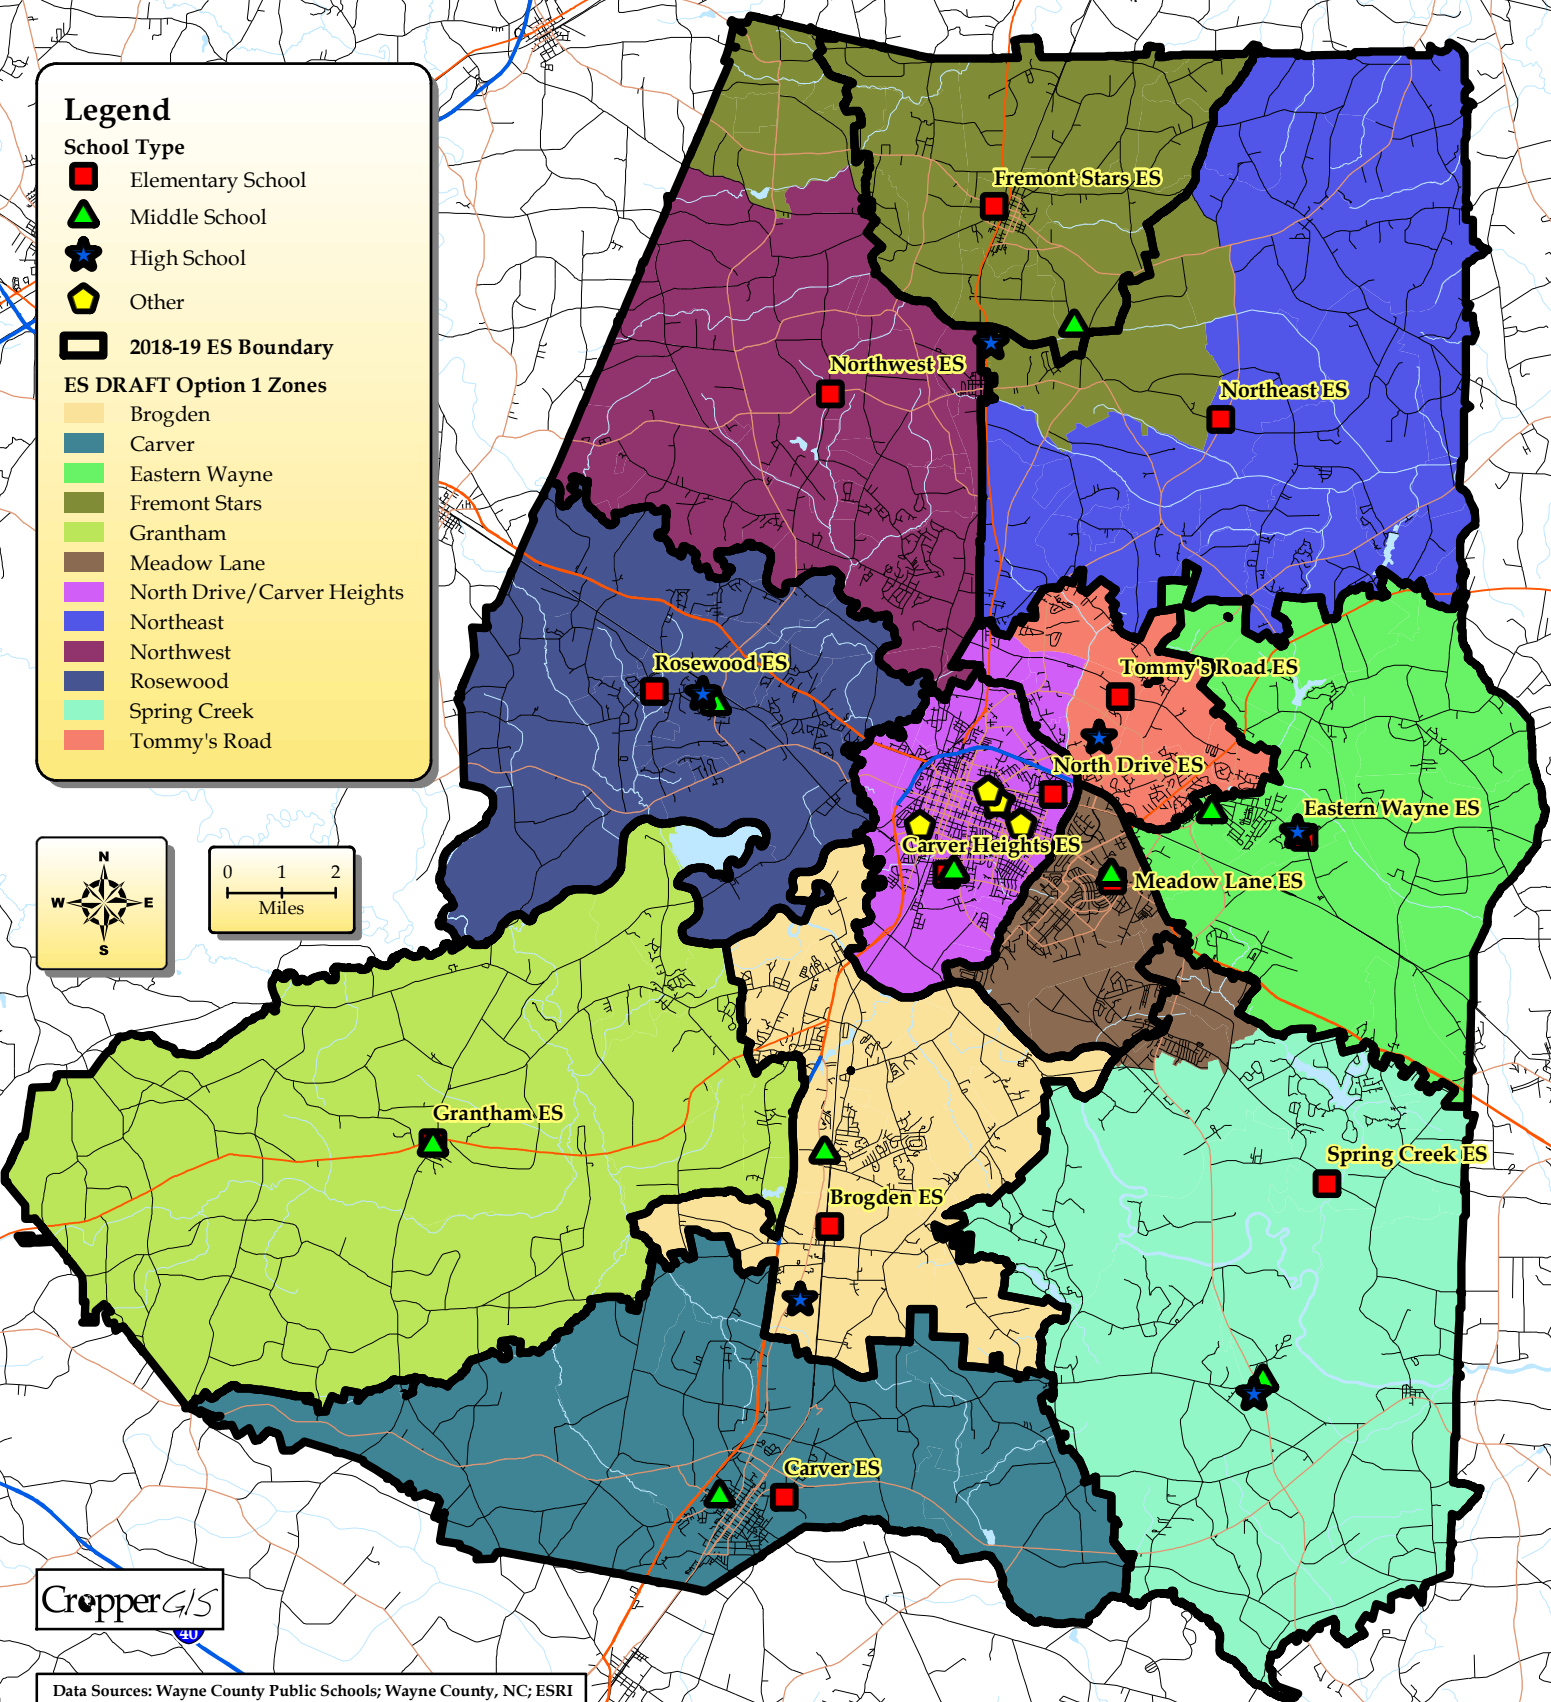 Legend
School Type
Elementary School
Middle School
High School
Other
2018-19 ES Boundary
ES DRAFT Option 1 Zones
Brogden
Carver
Eastern Wayne
Fremont Stars
Grantham
Meadow Lane
North Drive/Carver Heights
Northeast
Northwest
Rosewood
Spring Creek
Tommy's Road
N
W E
S
0 1 2
Miles
Fremont Stars ES
Northwest ES
Northeast ES
Rosewood ES
Tommy's Road ES
North Drive ES
Eastern Wayne ES
Carver Heights ES
Meadow Lane ES
Grantham ES
Spring Creek ES
Brogden ES
Carver ES
CropperGIS
40
Data Sources: Wayne County Public Schools; Wayne County, NC; ESRI